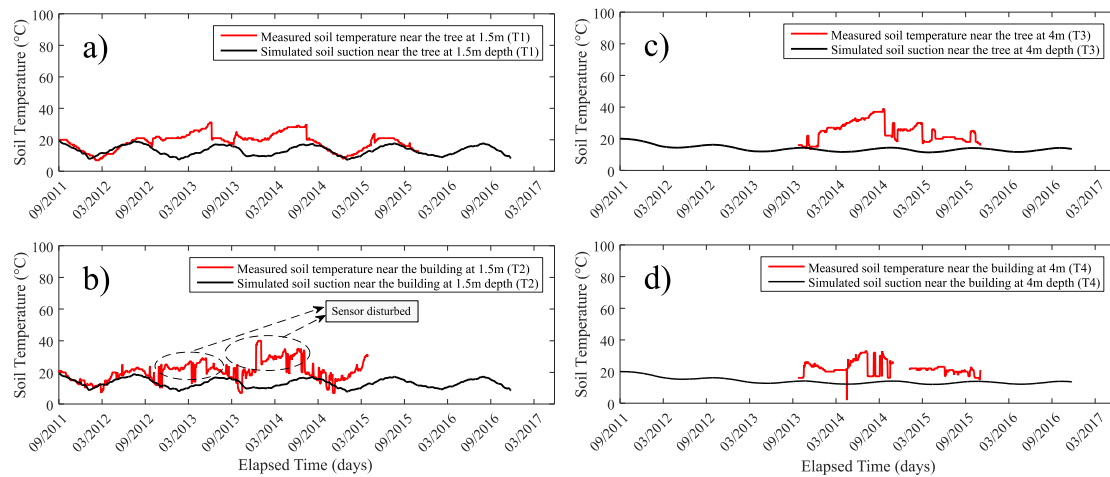 a)
Measured soil temperature near the tree at 1.5m (T1)
Simulated soil suction near the tree at 1.5m depth (T1)
Soil Temperature (°C)
100
80
60
40
20
0
09/2011 03/2012 09/2012 03/2013 09/2013 03/2014 09/2014 03/2015 09/2015 03/2016 09/2016 03/2017
c)
Measured soil temperature near the tree at 4m (T3)
Simulated soil suction near the tree at 4m depth (T3)
Soil Temperature (°C)
100
80
60
40
20
0
09/2011 03/2012 09/2012 03/2013 09/2013 03/2014 09/2014 03/2015 09/2015 03/2016 09/2016 03/2017
b)
Measured soil temperature near the building at 1.5m (T2)
Simulated soil suction near the building at 1.5m depth (T2)
Sensor disturbed
Soil Temperature (°C)
100
80
60
40
20
0
09/2011 03/2012 09/2012 03/2013 09/2013 03/2014 09/2014 03/2015 09/2015 03/2016 09/2016 03/2017
Elapsed Time (days)
d)
Measured soil temperature near the building at 4m (T4)
Simulated soil suction near the building at 4m depth (T4)
Soil Temperature (°C)
100
80
60
40
20
0
09/2011 03/2012 09/2012 03/2013 09/2013 03/2014 09/2014 03/2015 09/2015 03/2016 09/2016 03/2017
Elapsed Time (days)